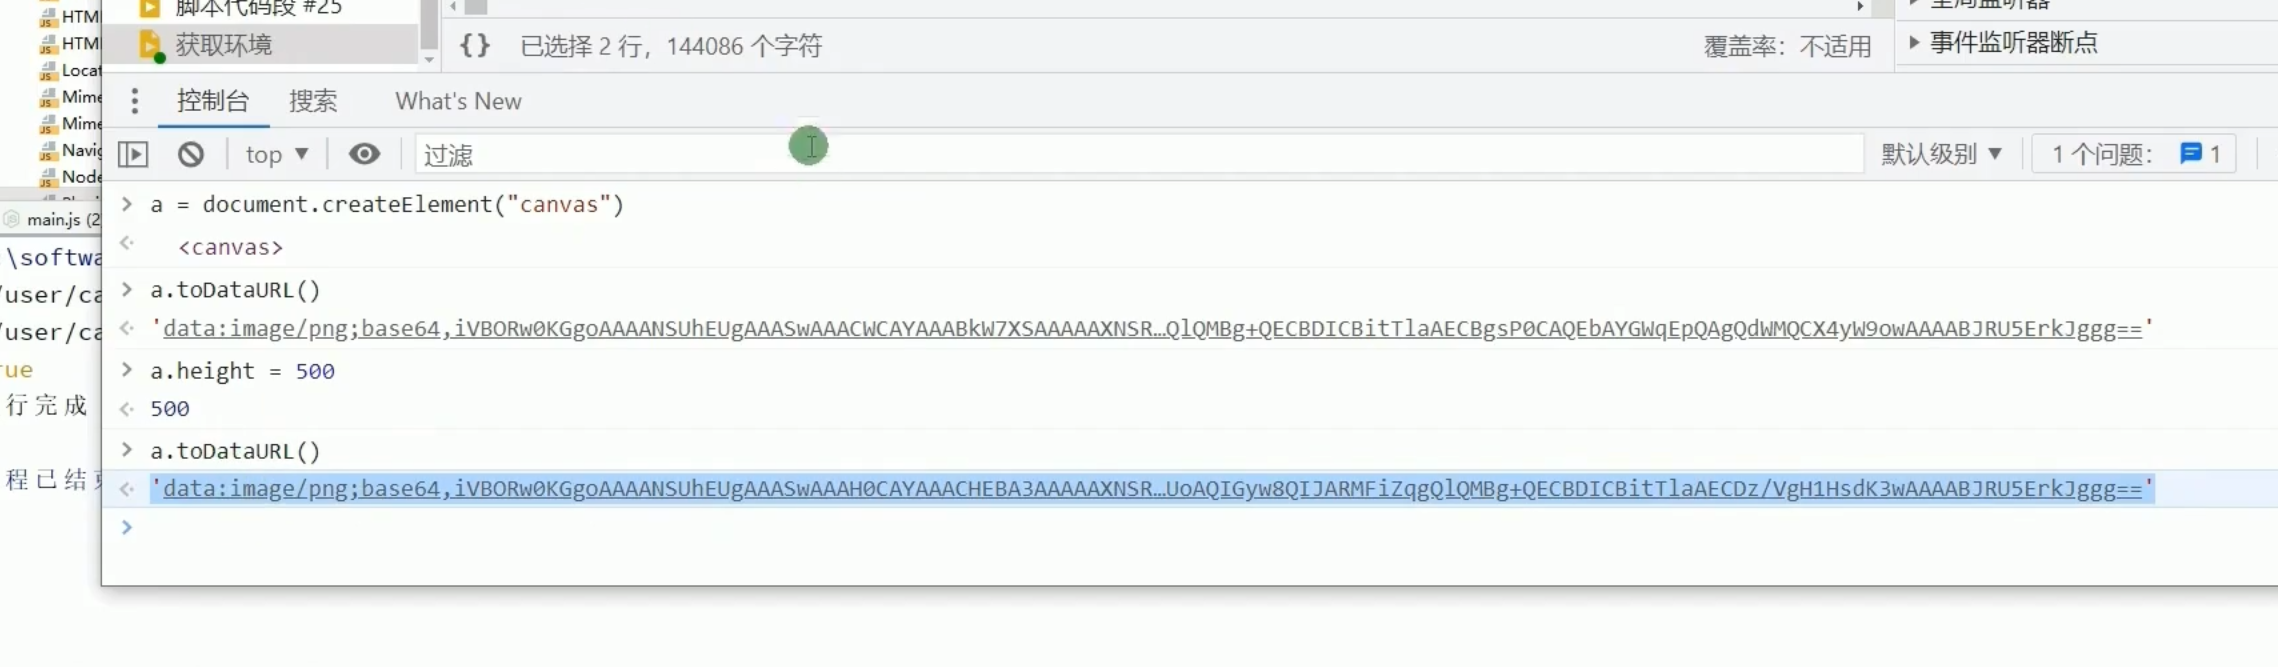 脚本代码段 #25
HTM
HTM
获取环境
{} 已选择 2 行，144086 个字符
覆盖率：不适用
事件监听器断点
Locat
Mime
Mime
Navig
Node
控制台 搜索 What's New
top ▼ 过滤 默认级别 ▼ 1 个问题： 1
main.js (2
\softwa
/user/ca
/user/ca
rue
行完成
程已结
> a = document.createElement("canvas")
<canvas>
> a.toDataURL()
'data:image/png;base64,iVBORw0KGgoAAAANSUhEUgAAASwAAACWCAYAAABkW7XSAAAAAXNSR…QlQMBg+QECBDICBitTlaAECBgsP0CAQEbAYGWqEpQAgQdWMQCX4yW9owAAAABJRU5ErkJggg=='
> a.height = 500
500
> a.toDataURL()
'data:image/png;base64,iVBORw0KGgoAAAANSUhEUgAAASwAAAH0CAYAAACHEBA3AAAAAXNSR…UoAQIGyw8QIJARMFiZqgQlQMBg+QECBDICBitTlaAECDz/VgH1HsdK3wAAAABJRU5ErkJggg=='
>